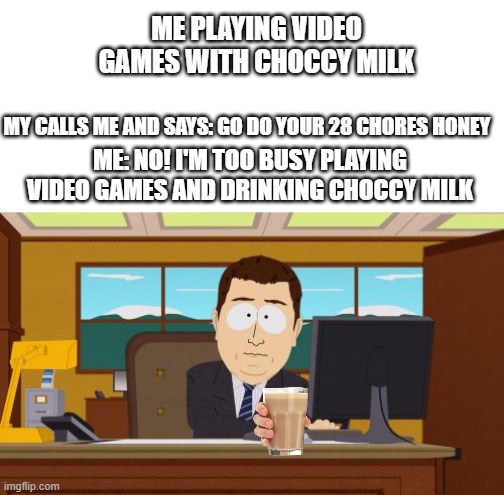 ME PLAYING VIDEO
GAMES WITH CHOCCY MILK
MY CALLS ME AND SAYS: GO DO YOUR 28 CHORES HONEY
ME: NO! I'M TOO BUSY PLAYING
VIDEO GAMES AND DRINKING CHOCCY MILK
imgflip.com